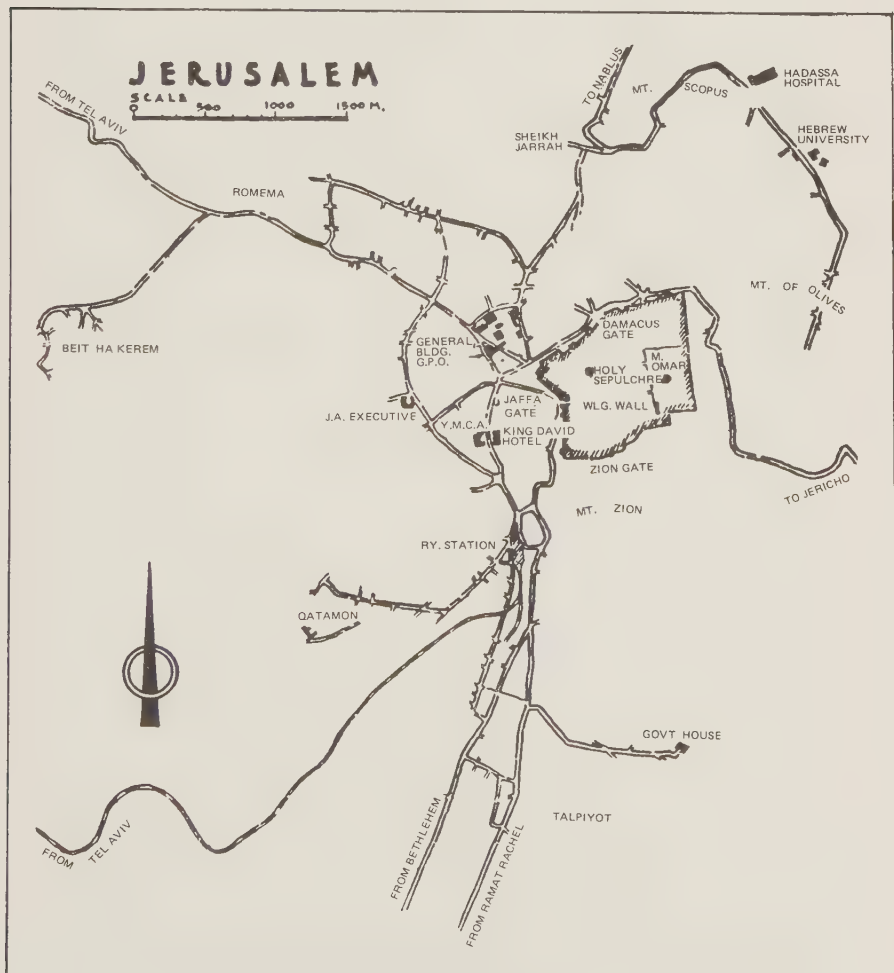 JERUSALEM
SCALE
0 500 1000 1500 M.
FROM TEL AVIV
TO NABLUS
MT. SCOPUS
HADASSA
HOSPITAL
SHEIKH
JARRAH
HEBREW
UNIVERSITY
ROMEMA
MT. OF OLIVES
BEIT HA KEREM
GENERAL
BLDG.
G.P.O.
DAMACUS
GATE
M.
OMAR
HOLY
SEPULCHRE
JAFFA
GATE
WLG. WALL
J.A. EXECUTIVE
Y.M.C.A.
KING DAVID
HOTEL
ZION GATE
TO JERICHO
MT. ZION
RY. STATION
QATAMON
GOVT HOUSE
TALPIYOT
FROM TEL AVIV
FROM BETHLEHEM
FROM RAMAT RACHEL